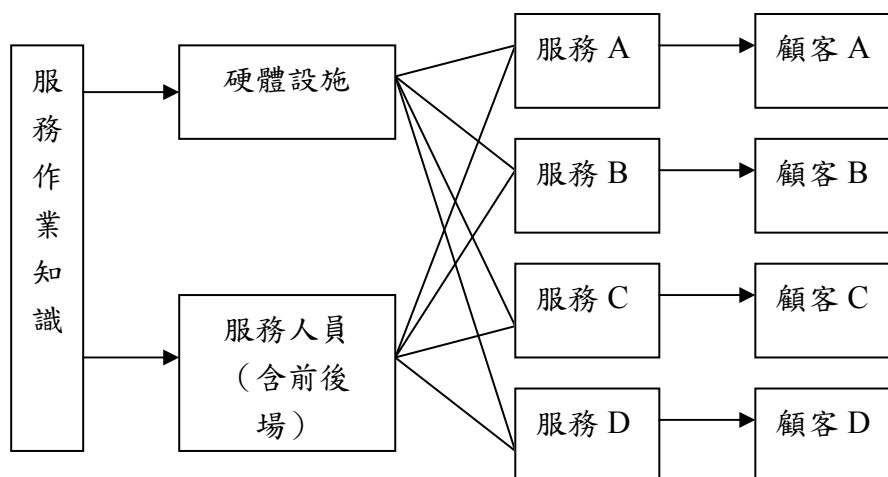 服
務
作
業
知
識
硬體設施
服務人員
（含前後
場）
服務 A
服務 B
服務 C
服務 D
顧客 A
顧客 B
顧客 C
顧客 D